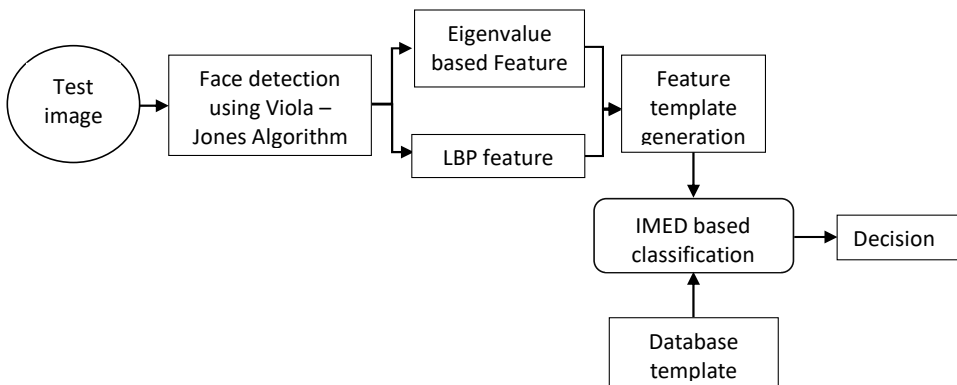 Test
image
Face detection
using Viola –
Jones Algorithm
Eigenvalue
based Feature
LBP feature
Feature
template
generation
IMED based
classification
Decision
Database
template